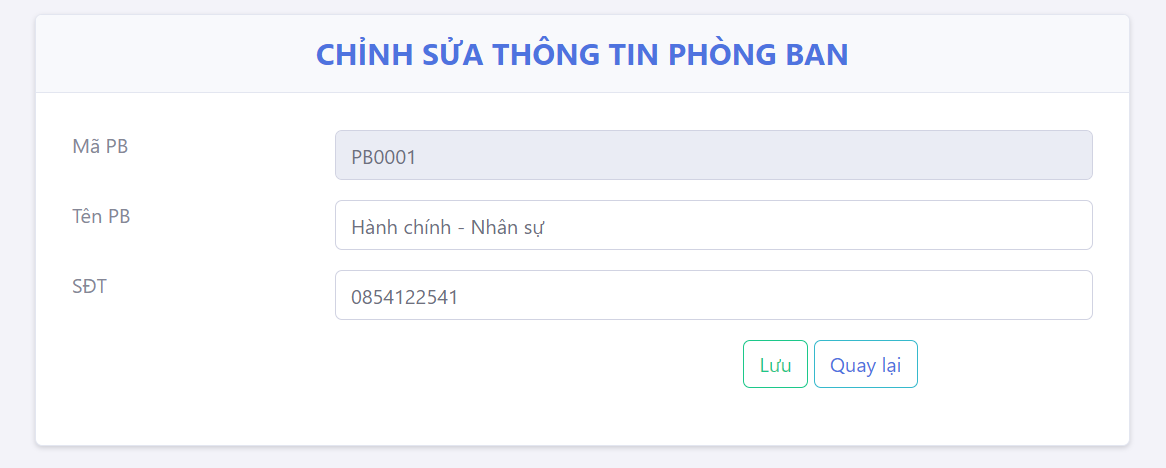 CHỈNH SỬA THÔNG TIN PHÒNG BAN
Mã PB
PB0001
Tên PB
Hành chính - Nhân sự
SĐT
0854122541
Lưu
Quay lại